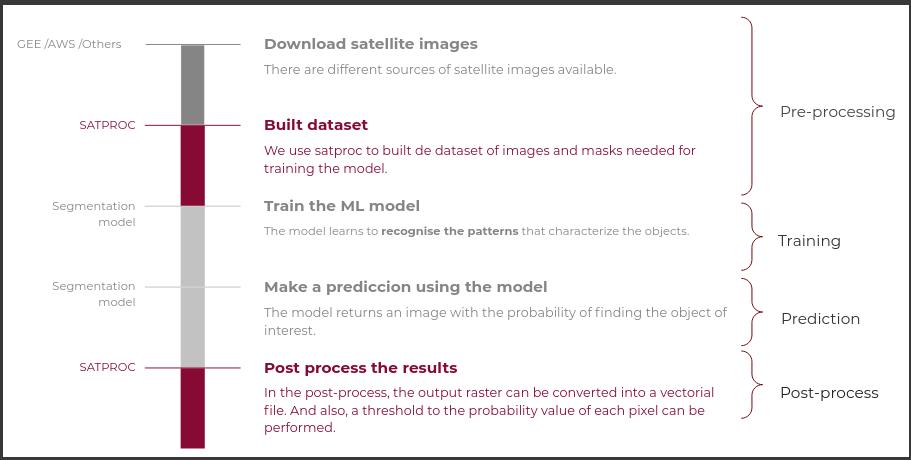 GEE /AWS /Others
Download satellite images
There are different sources of satellite images available.
Pre-processing
SATPROC
Built dataset
We use satproc to built de dataset of images and masks needed for
training the model.
Segmentation
model
Train the ML model
The model learns to recognise the patterns that characterize the objects.
Training
Segmentation
model
Make a prediccion using the model
The model returns an image with the probability of finding the object of
interest.
Prediction
SATPROC
Post process the results
In the post-process, the output raster can be converted into a vectorial
file. And also, a threshold to the probability value of each pixel can be
performed.
Post-process